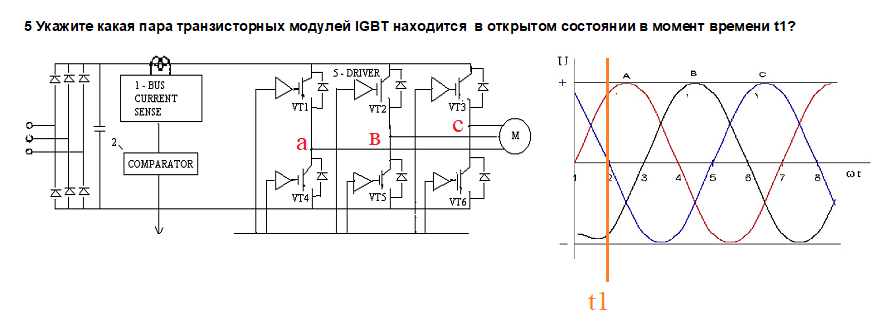 5 Укажите какая пара транзисторных модулей IGBT находится в открытом состоянии в момент времени t1?
1 - BUS
CURRENT
SENSE
2
COMPARATOR
5 - DRIVER
VT1
VT2
VT3
a
B
c
M
VT4
VT5
VT6
U
+
A
B
C
1 2 3 4 5 6 7 8 ωt
–
t1